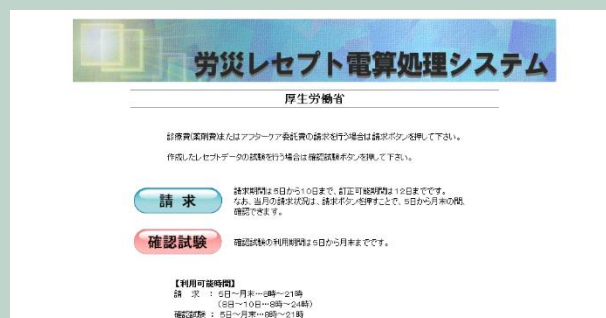 労災レセプト電算処理システム
厚生労働省
診療費(薬剤費)またはアフターケア委託費の請求を行う場合は請求ボタンを押して下さい。
作成したレセプトデータの試験を行う場合は確認試験ボタンを押して下さい。
請 求
請求期間は5日から10日まで、訂正可能期間は12日までです。
なお、当月の請求状況は、請求ボタンを押すことで、5日から月末の間、
確認できます。
確認試験
確認試験の利用期間は5日から月末までです。
【利用可能時間】
請 求 : 5日～月末…8時～21時
(8日～10日…8時～24時)
確認試験 : 5日～月末…8時～21時